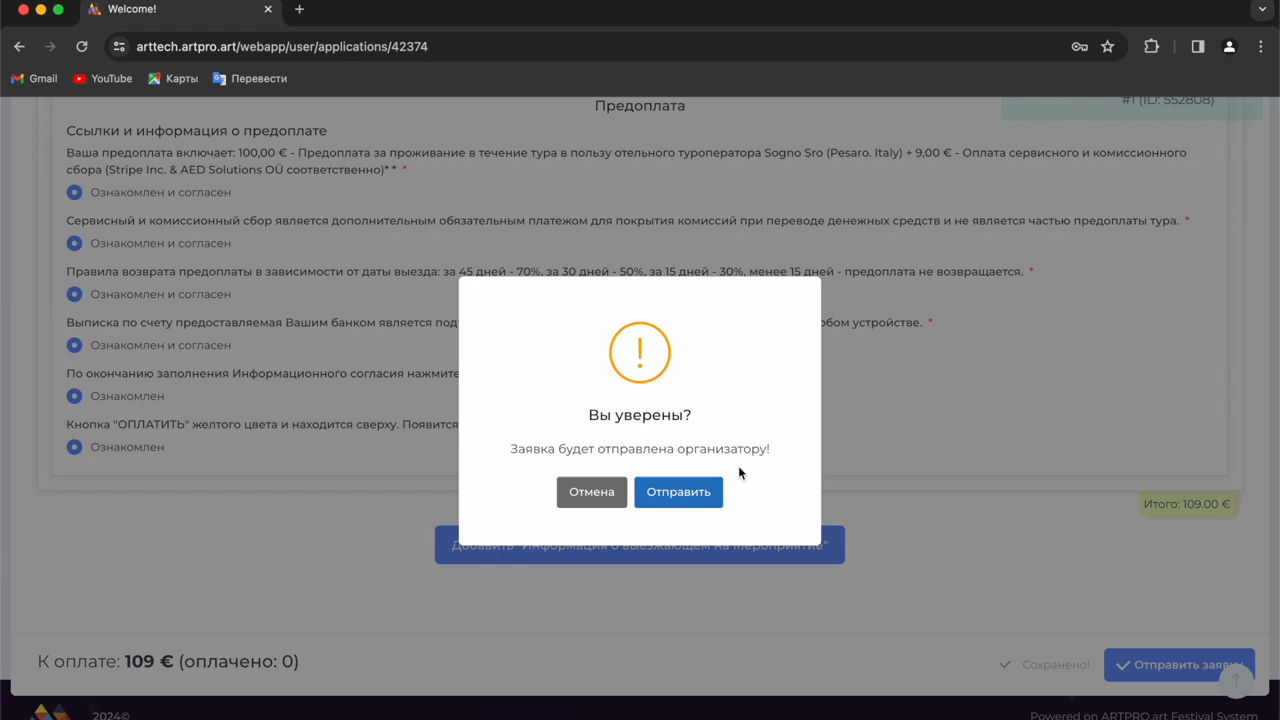 Welcome!
arttech.artpro.art/webapp/user/applications/42374
Gmail YouTube Карты Перевести
Предоплата
#1 (ID: 552808)
Ссылки и информация о предоплате
Ваша предоплата включает: 100,00 € - Предоплата за проживание в течение тура в пользу отельного туроператора Sogno Sro (Pesaro. Italy) + 9,00 € - Оплата сервисного и комиссионного
сбора (Stripe Inc. & AED Solutions OÜ соответственно)* * *
Ознакомлен и согласен
Сервисный и комиссионный сбор является дополнительным обязательным платежом для покрытия комиссий при переводе денежных средств и не является частью предоплаты тура. *
Ознакомлен и согласен
Правила возврата предоплаты в зависимости от даты выезда: за 45 дней - 70%, за 30 дней - 50%, за 15 дней - 30%, менее 15 дней - предоплата не возвращается. *
Ознакомлен и согласен
Выписка по счету предоставляемая Вашим банком является
устройстве. *
Ознакомлен и согласен
По окончанию заполнения Информационного согласия нажмите
Ознакомлен
Кнопка "ОПЛАТИТЬ" желтого цвета и находится сверху. Появится
Ознакомлен
Вы уверены?
Заявка будет отправлена организатору!
Отмена Отправить
Итого: 109.00 €
Добавить "Информация о выезжающем на Мероприятие"
К оплате: 109 € (оплачено: 0)
Сохранено!
Отправить заявку
2024©
Powered on ARTPRO.art Festival System